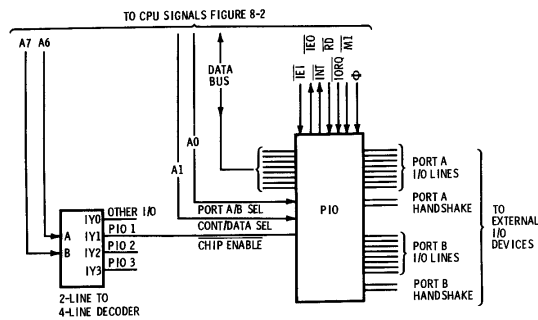 TO CPU SIGNALS FIGURE 8-2
A7 A6
DATA
BUS
A0
A1
IEI
IEO
INT
RD
IORQ
M1
Φ
PORT A
I/O LINES
PORT A
HANDSHAKE
PORT B
I/O LINES
PORT B
HANDSHAKE
TO
EXTERNAL
I/O
DEVICES
PIO
PORT A/B SEL
CONT/DATA SEL
CHIP ENABLE
OTHER I/O
PIO 1
PIO 2
PIO 3
A
B
IY0
IY1
IY2
IY3
2-LINE TO
4-LINE DECODER